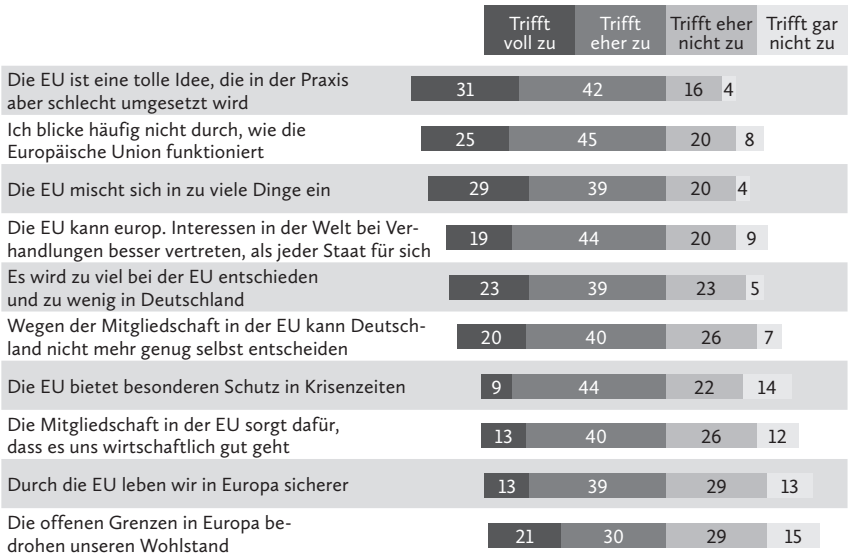 Trifft voll zu
Trifft eher zu
Trifft eher nicht zu
Trifft gar nicht zu
Die EU ist eine tolle Idee, die in der Praxis
aber schlecht umgesetzt wird
31 42 16 4
Ich blicke häufig nicht durch, wie die
Europäische Union funktioniert
25 45 20 8
Die EU mischt sich in zu viele Dinge ein
29 39 20 4
Die EU kann europ. Interessen in der Welt bei Ver-
handlungen besser vertreten, als jeder Staat für sich
19 44 20 9
Es wird zu viel bei der EU entschieden
und zu wenig in Deutschland
23 39 23 5
Wegen der Mitgliedschaft in der EU kann Deutsch-
land nicht mehr genug selbst entscheiden
20 40 26 7
Die EU bietet besonderen Schutz in Krisenzeiten
9 44 22 14
Die Mitgliedschaft in der EU sorgt dafür,
dass es uns wirtschaftlich gut geht
13 40 26 12
Durch die EU leben wir in Europa sicherer
13 39 29 13
Die offenen Grenzen in Europa be-
drohen unseren Wohlstand
21 30 29 15